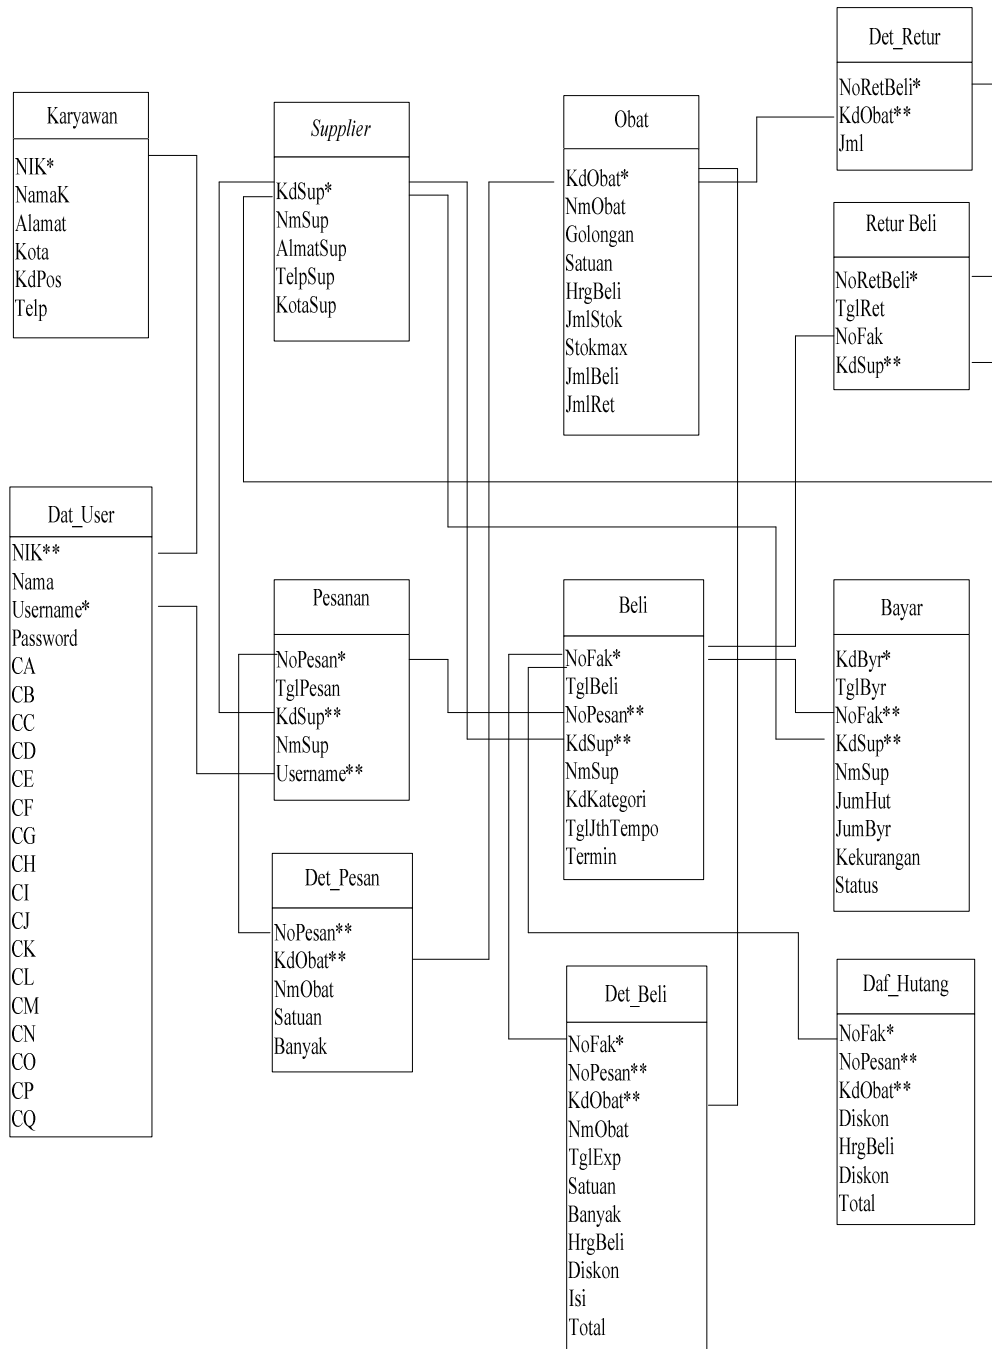 Det_Retur
NoRetBeli*
KdObat**
Jml
Karyawan
NIK*
NamaK
Alamat
Kota
KdPos
Telp
Supplier
KdSup*
NmSup
AlmatSup
TelpSup
KotaSup
Obat
KdObat*
NmObat
Golongan
Satuan
HrgBeli
JmlStok
Stokmax
JmlBeli
JmlRet
Retur Beli
NoRetBeli*
TglRet
NoFak
KdSup**
Dat_User
NIK**
Nama
Username*
Password
CA
CB
CC
CD
CE
CF
CG
CH
CI
CJ
CK
CL
CM
CN
CO
CP
CQ
Pesanan
NoPesan*
TglPesan
KdSup**
NmSup
Username**
Beli
NoFak*
TglBeli
NoPesan**
KdSup**
NmSup
KdKategori
TglJthTempo
Termin
Bayar
KdByr*
TglByr
NoFak**
KdSup**
NmSup
JumHut
JumByr
Kekurangan
Status
Det_Pesan
NoPesan**
KdObat**
NmObat
Satuan
Banyak
Det_Beli
NoFak*
NoPesan**
KdObat**
NmObat
TglExp
Satuan
Banyak
HrgBeli
Diskon
Isi
Total
Daf_Hutang
NoFak*
NoPesan**
KdObat**
Diskon
HrgBeli
Diskon
Total